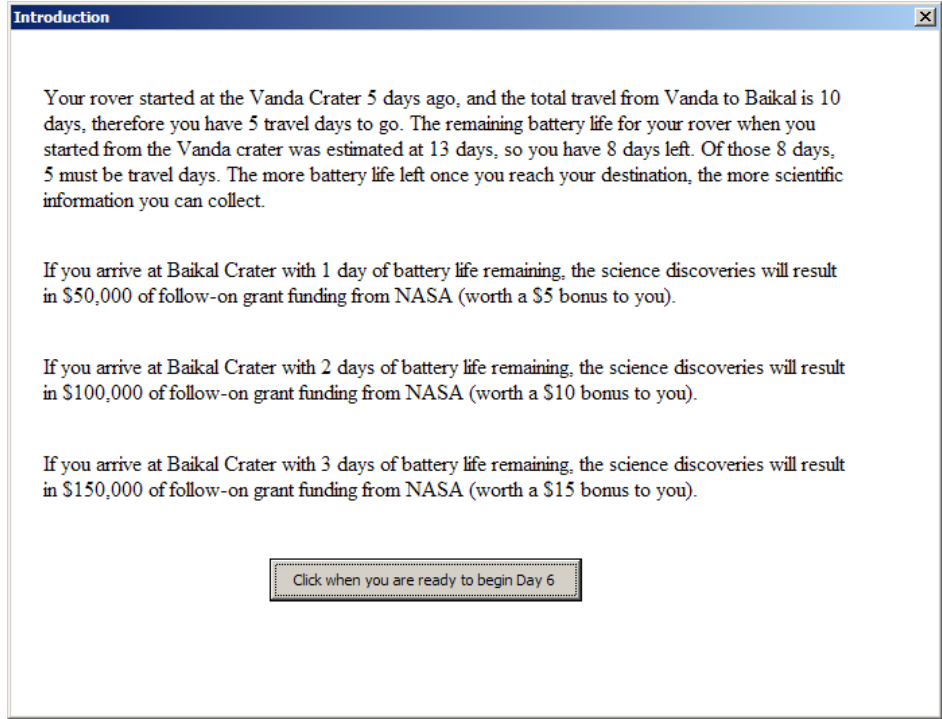 Introduction
Your rover started at the Vanda Crater 5 days ago, and the total travel from Vanda to Baikal is 10
days, therefore you have 5 travel days to go. The remaining battery life for your rover when you
started from the Vanda crater was estimated at 13 days, so you have 8 days left. Of those 8 days,
5 must be travel days. The more battery life left once you reach your destination, the more scientific
information you can collect.
If you arrive at Baikal Crater with 1 day of battery life remaining, the science discoveries will result
in $50,000 of follow-on grant funding from NASA (worth a $5 bonus to you).
If you arrive at Baikal Crater with 2 days of battery life remaining, the science discoveries will result
in $100,000 of follow-on grant funding from NASA (worth a $10 bonus to you).
If you arrive at Baikal Crater with 3 days of battery life remaining, the science discoveries will result
in $150,000 of follow-on grant funding from NASA (worth a $15 bonus to you).
Click when you are ready to begin Day 6